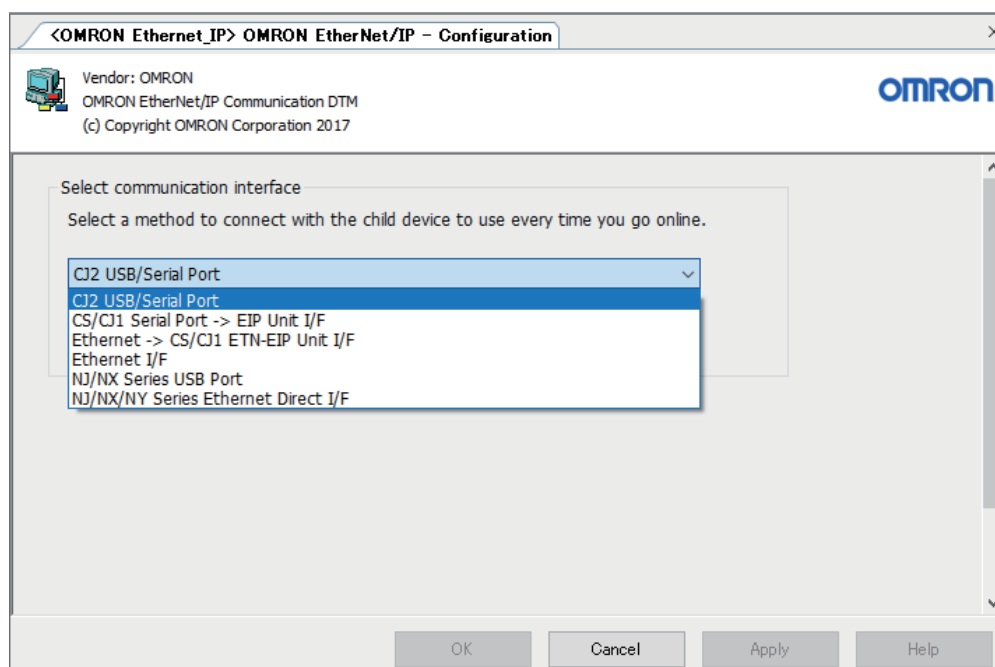 <OMRON Ethernet_IP> OMRON EtherNet/IP - Configuration
Vendor: OMRON
OMRON EtherNet/IP Communication DTM
(c) Copyright OMRON Corporation 2017
OMRON
Select communication interface
Select a method to connect with the child device to use every time you go online.
CJ2 USB/Serial Port
CJ2 USB/Serial Port
CS/CJ1 Serial Port -> EIP Unit I/F
Ethernet -> CS/CJ1 ETN-EIP Unit I/F
Ethernet I/F
NJ/NX Series USB Port
NJ/NX/NY Series Ethernet Direct I/F
OK Cancel Apply Help